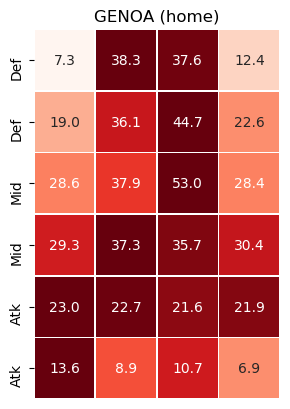 GENOA (home)
Def 7.3 38.3 37.6 12.4
Def 19.0 36.1 44.7 22.6
Mid 28.6 37.9 53.0 28.4
Mid 29.3 37.3 35.7 30.4
Atk 23.0 22.7 21.6 21.9
Atk 13.6 8.9 10.7 6.9